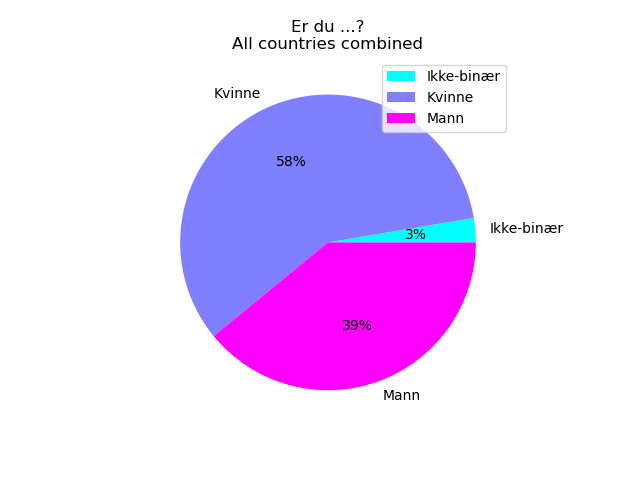 Er du ...?
All countries combined
Ikke-binær
Kvinne
Mann
Kvinne
58%
Ikke-binær
3%
39%
Mann